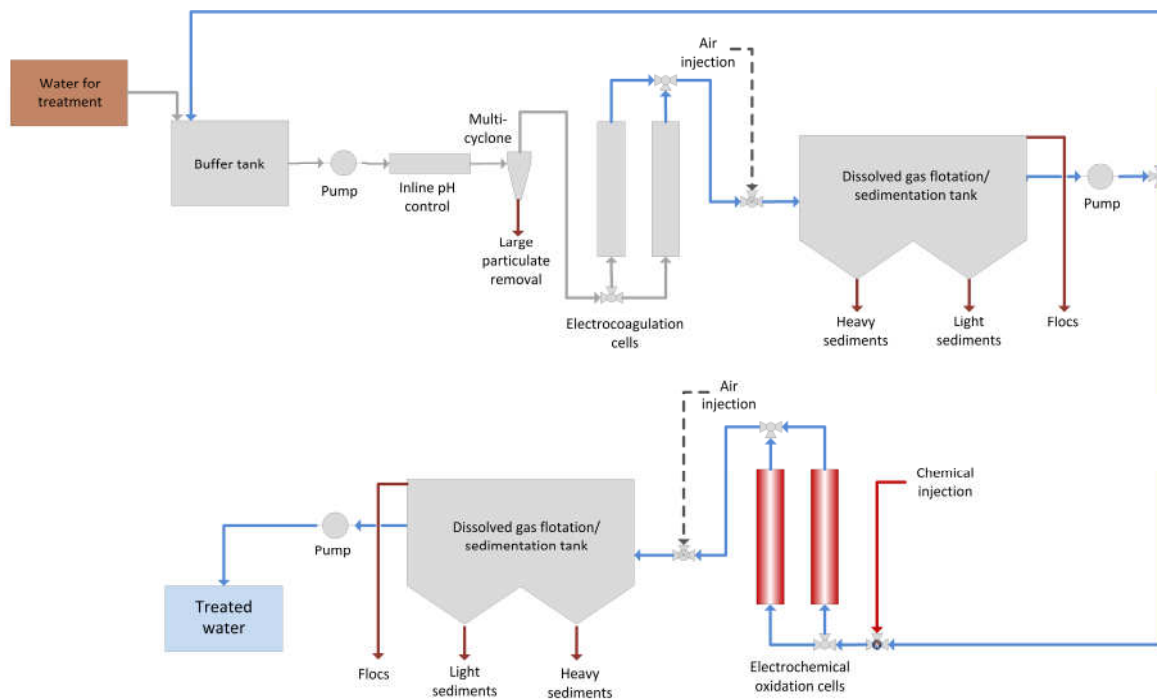 Water for
treatment
Buffer tank
Pump
Inline pH
control
Multi-
cyclone
Large
particulate
removal
Electrocoagulation
cells
Air
injection
Dissolved gas flotation/
sedimentation tank
Pump
Heavy
sediments
Light
sediments
Flocs
Air
injection
Chemical
injection
Dissolved gas flotation/
sedimentation tank
Pump
Treated
water
Flocs
Light
sediments
Heavy
sediments
Electrochemical
oxidation cells